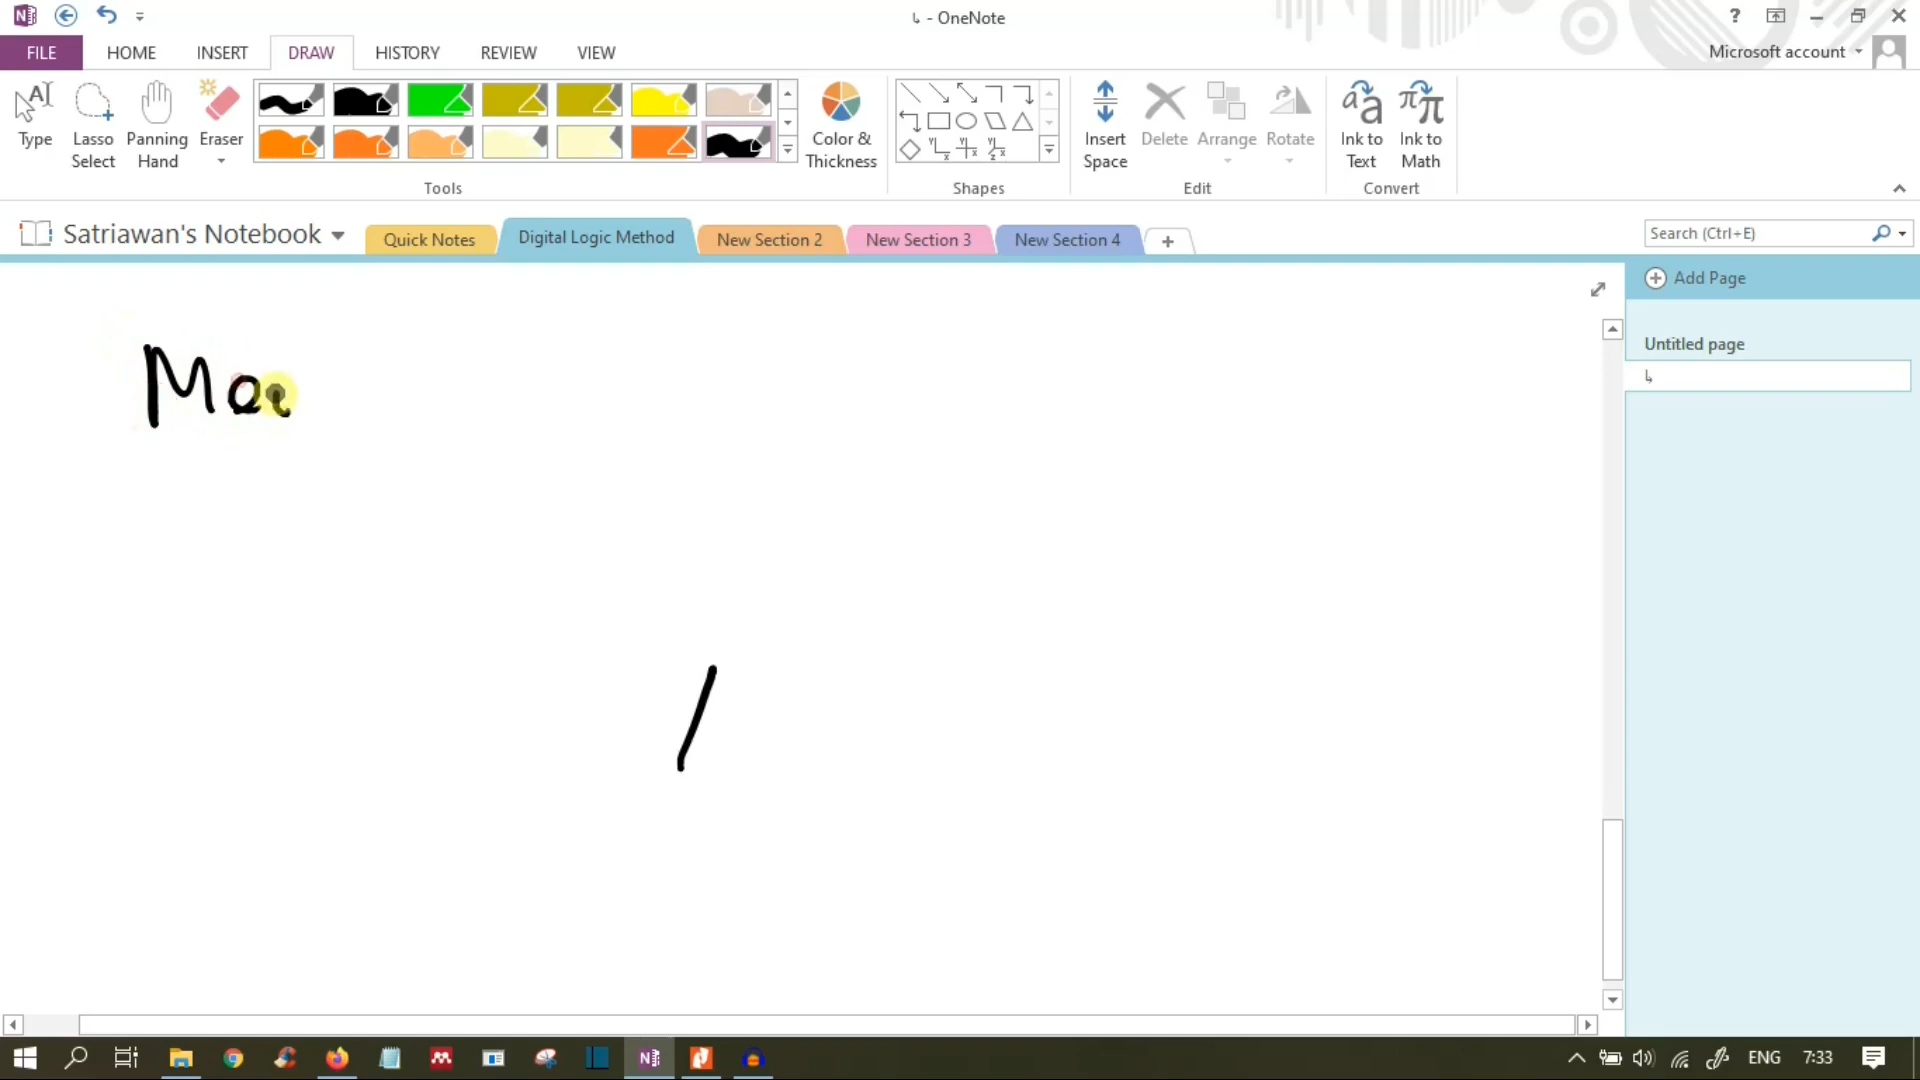 ↳ - OneNote
?
Microsoft account
FILE HOME INSERT DRAW HISTORY REVIEW VIEW
Type
Lasso Select
Panning Hand
Eraser
Color & Thickness
Insert Space
Delete
Arrange
Rotate
Ink to Text
Ink to Math
Tools Shapes Edit Convert
Satriawan's Notebook
Quick Notes
Digital Logic Method
New Section 2
New Section 3
New Section 4
Search (Ctrl+E)
Add Page
Untitled page
↳
ENG 7:33